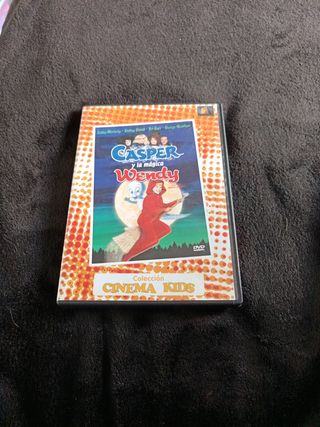 CASPER
y la mágica
Wendy
DVD
Colección
CINEMA KIDS